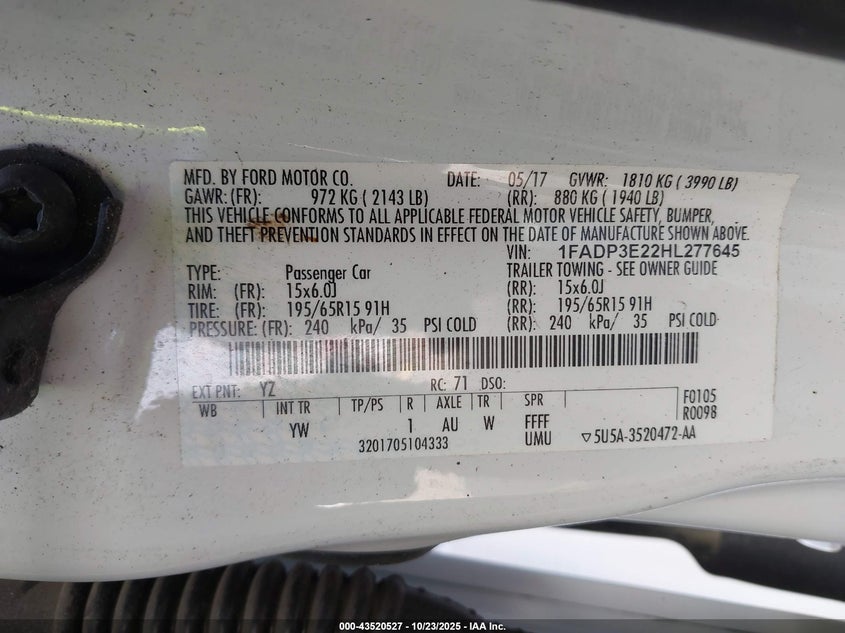 MFD. BY FORD MOTOR CO. DATE: 05/17 GVWR: 1810 KG ( 3990 LB)
GAWR: (FR): 972 KG ( 2143 LB) (RR): 880 KG ( 1940 LB)
THIS VEHICLE CONFORMS TO ALL APPLICABLE FEDERAL MOTOR VEHICLE SAFETY, BUMPER,
AND THEFT PREVENTION STANDARDS IN EFFECT ON THE DATE OF MANUFACTURE SHOWN ABOVE.
VIN: 1FADP3E22HL277645
TYPE: Passenger Car TRAILER TOWING - SEE OWNER GUIDE
RIM: (FR): 15x6.0J (RR): 15x6.0J
TIRE: (FR): 195/65R15 91H (RR): 195/65R15 91H
PRESSURE: (FR): 240 kPa/ 35 PSI COLD (RR): 240 kPa/ 35 PSI COLD
EXT PNT: YZ RC: 71 DSO:
WB INT TR TP/PS R AXLE TR SPR F0105
R0098
YW 1 AU W FFFF
UMU
3201705104333 ▽5U5A-3520472-AA
000-43520527 - 10/23/2025 - IAA Inc.